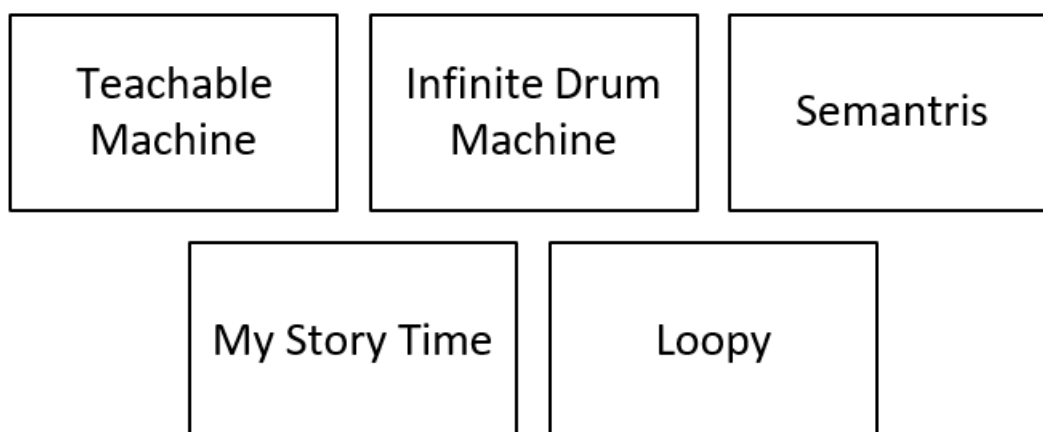 Teachable
Machine
Infinite Drum
Machine
Semantris
My Story Time
Loopy